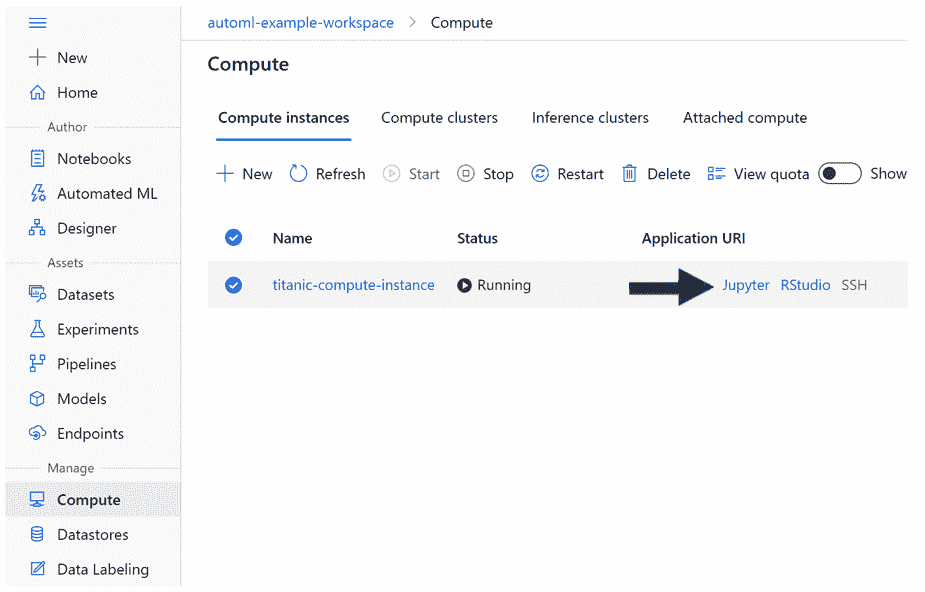 automl-example-workspace > Compute
New
Home
Author
Notebooks
Automated ML
Designer
Assets
Datasets
Experiments
Pipelines
Models
Endpoints
Manage
Compute
Datastores
Data Labeling
Compute
Compute instances Compute clusters Inference clusters Attached compute
New Refresh Start Stop Restart Delete View quota Show
Name Status Application URI
titanic-compute-instance Running Jupyter RStudio SSH